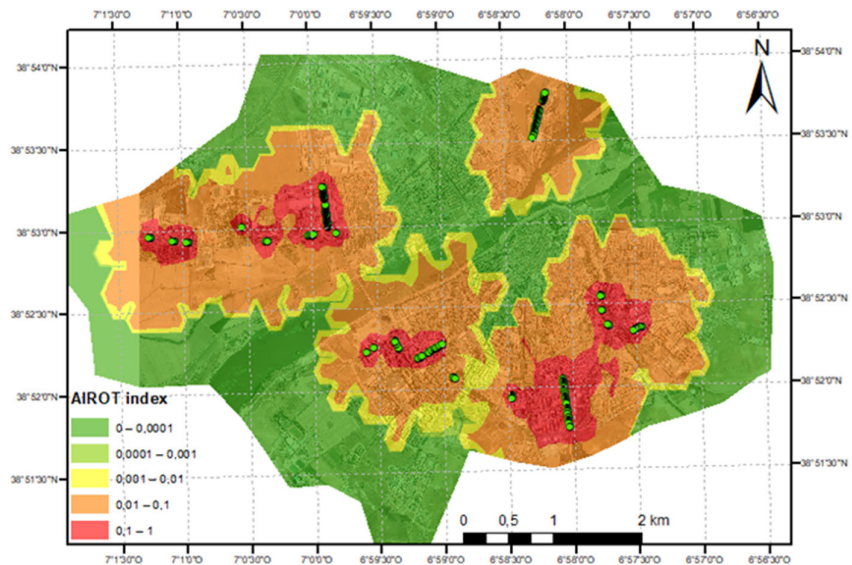 7°1'30"O 7°1'0"O 7°0'30"O 7°0'0"O 6°59'30"O 6°59'0"O 6°58'30"O 6°58'0"O 6°57'30"O 6°57'0"O 6°56'30"O
N
38°54'0"N 38°54'0"N
38°53'30"N 38°53'30"N
38°53'0"N 38°53'0"N
38°52'30"N 38°52'30"N
38°52'0"N 38°52'0"N
38°51'30"N 38°51'30"N
AIROT index
0 – 0,0001
0,0001 – 0,001
0,001 – 0,01
0,01 – 0,1
0,1 – 1
0 0,5 1 2 km
7°1'30"O 7°1'0"O 7°0'30"O 7°0'0"O 6°59'30"O 6°59'0"O 6°58'30"O 6°58'0"O 6°57'30"O 6°57'0"O 6°56'30"O